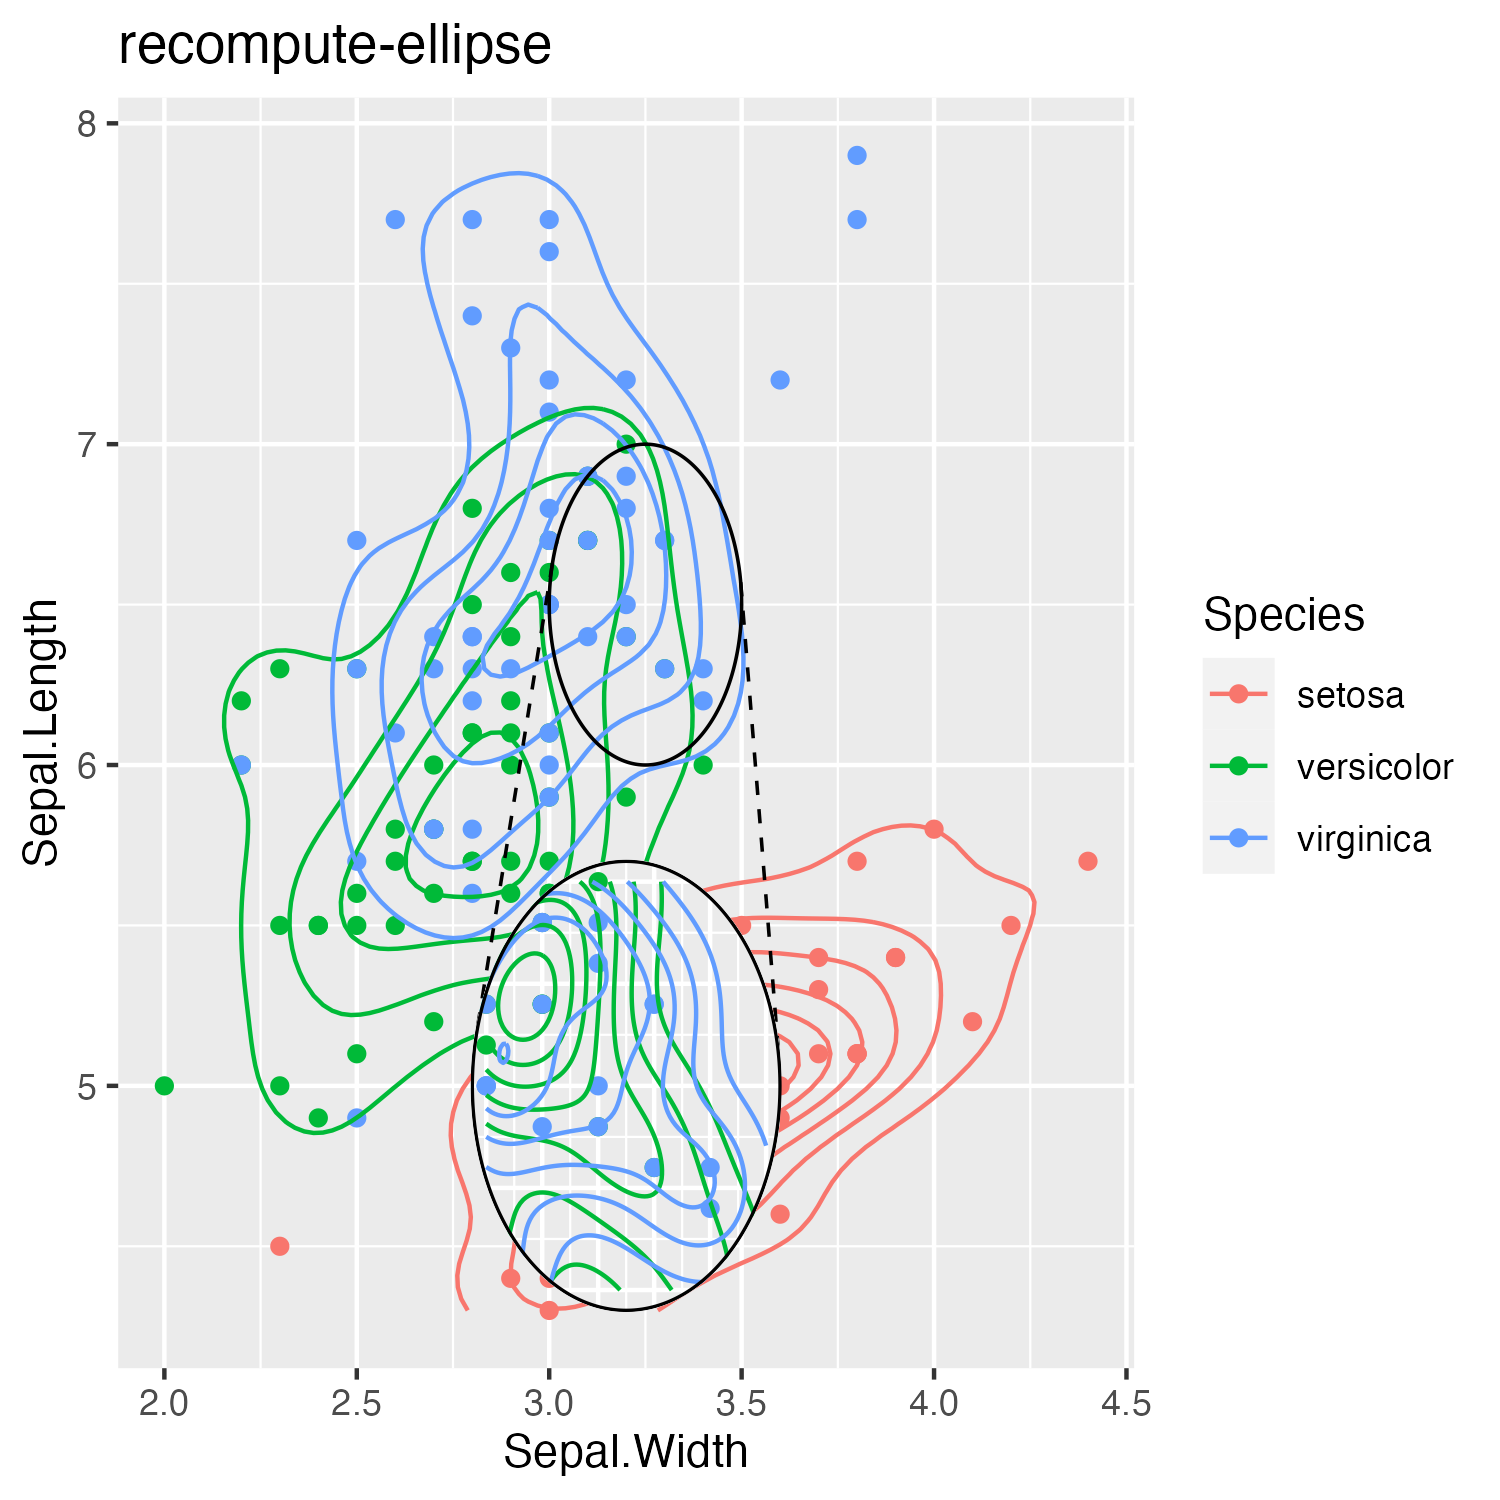 recompute-ellipse
8
7
6
5
Sepal.Length
2.0 2.5 3.0 3.5 4.0 4.5
Sepal.Width
Species
setosa
versicolor
virginica